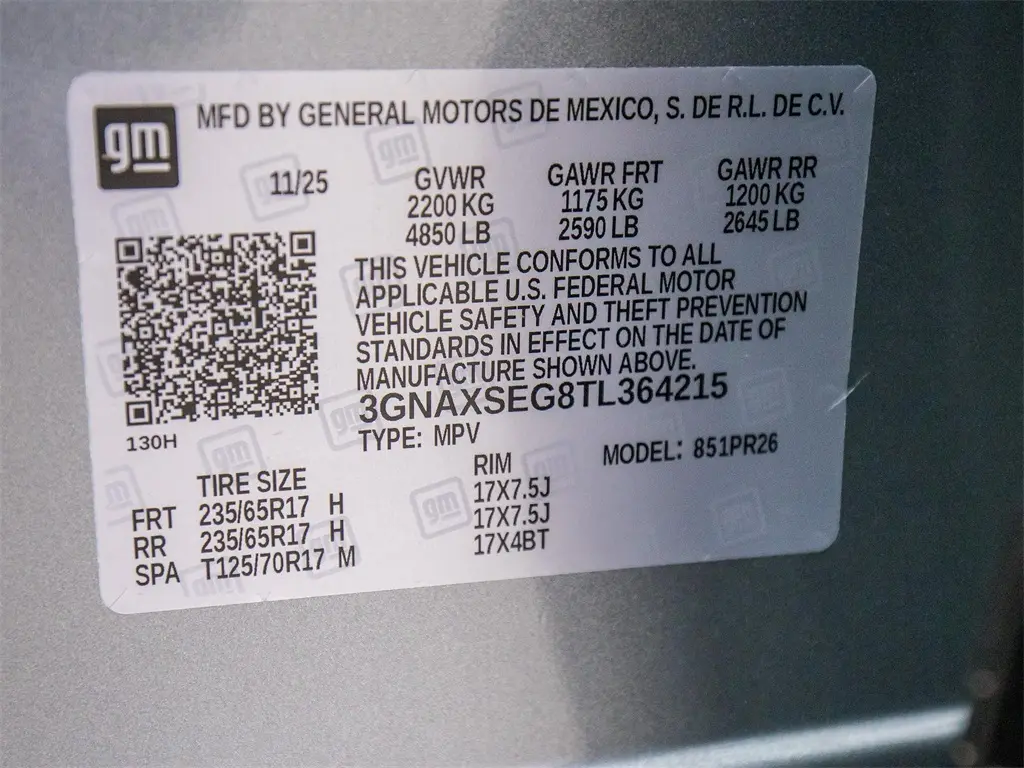 gm MFD BY GENERAL MOTORS DE MEXICO, S. DE R.L. DE C.V.
11/25 GVWR GAWR FRT GAWR RR
2200 KG 1175 KG 1200 KG
4850 LB 2590 LB 2645 LB
THIS VEHICLE CONFORMS TO ALL
APPLICABLE U.S. FEDERAL MOTOR
VEHICLE SAFETY AND THEFT PREVENTION
STANDARDS IN EFFECT ON THE DATE OF
MANUFACTURE SHOWN ABOVE.
3GNAXSEG8TL364215
130H TYPE: MPV MODEL: 851PR26
TIRE SIZE RIM
FRT 235/65R17 H 17X7.5J
RR 235/65R17 H 17X7.5J
SPA T125/70R17 M 17X4BT